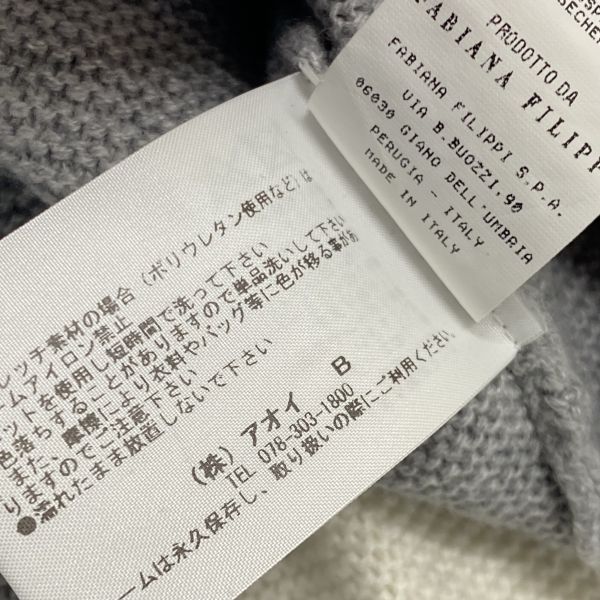 SECHER
PRODOTTO DA
FABIANA FILIPP
FABIANA FILIPPI S.P.A.
VIA B.BUOZZI,90
06030 GIANO DELL'UMBRIA
PERUGIA - ITALY
MADE IN ITALY
レッチ素材の場合(ポリウレタン使用など)は
ームアイロン禁止
ットを使用し短時間で洗って下さい
色落ちすることがありますので単品洗いして下さい
また、摩擦により衣料やバッグ等に色が移る事があ
りますのでご注意下さい
●濡れたまま放置しないで下さい
(株)アオイ B
TEL 078-303-1800
ームは永久保存し、取り扱いの際にご利用ください